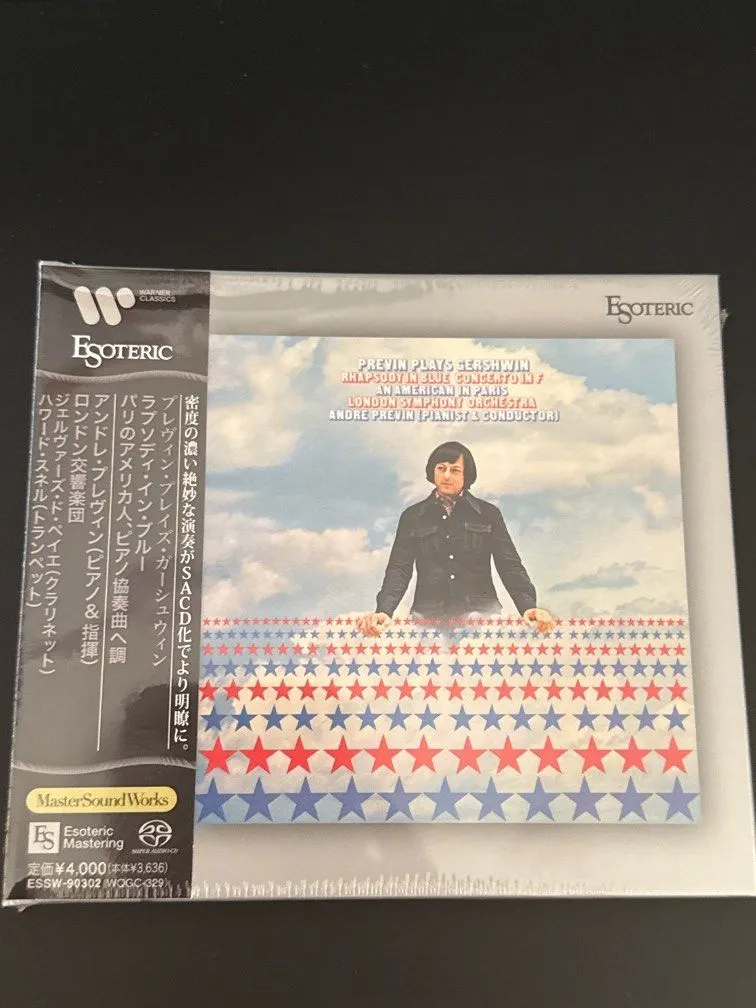 WARNER
CLASSICS
ESOTERIC
密度の濃い絶妙な演奏がSACD化でより明瞭に。
プレヴィン・プレイズ・ガーシュウィン
ラプソディ・イン・ブルー
パリのアメリカ人、ピアノ協奏曲ヘ調
アンドレ・プレヴィン(ピアノ&指揮)
ロンドン交響楽団
ジェルヴァーズ・ド・ペイエ(クラリネット)
ハワード・スネル(トランペット)
MasterSoundWorks
ES
Esoteric
Mastering
SUPER AUDIO CD
定価¥4,000(本体¥3,636)
ESSW-90302(WQGC-329)
ESOTERIC
PREVIN PLAYS GERSHWIN
RHAPSODY IN BLUE CONCERTO IN F
AN AMERICAN IN PARIS
LONDON SYMPHONY ORCHESTRA
ANDRÉ PREVIN (PIANIST & CONDUCTOR)